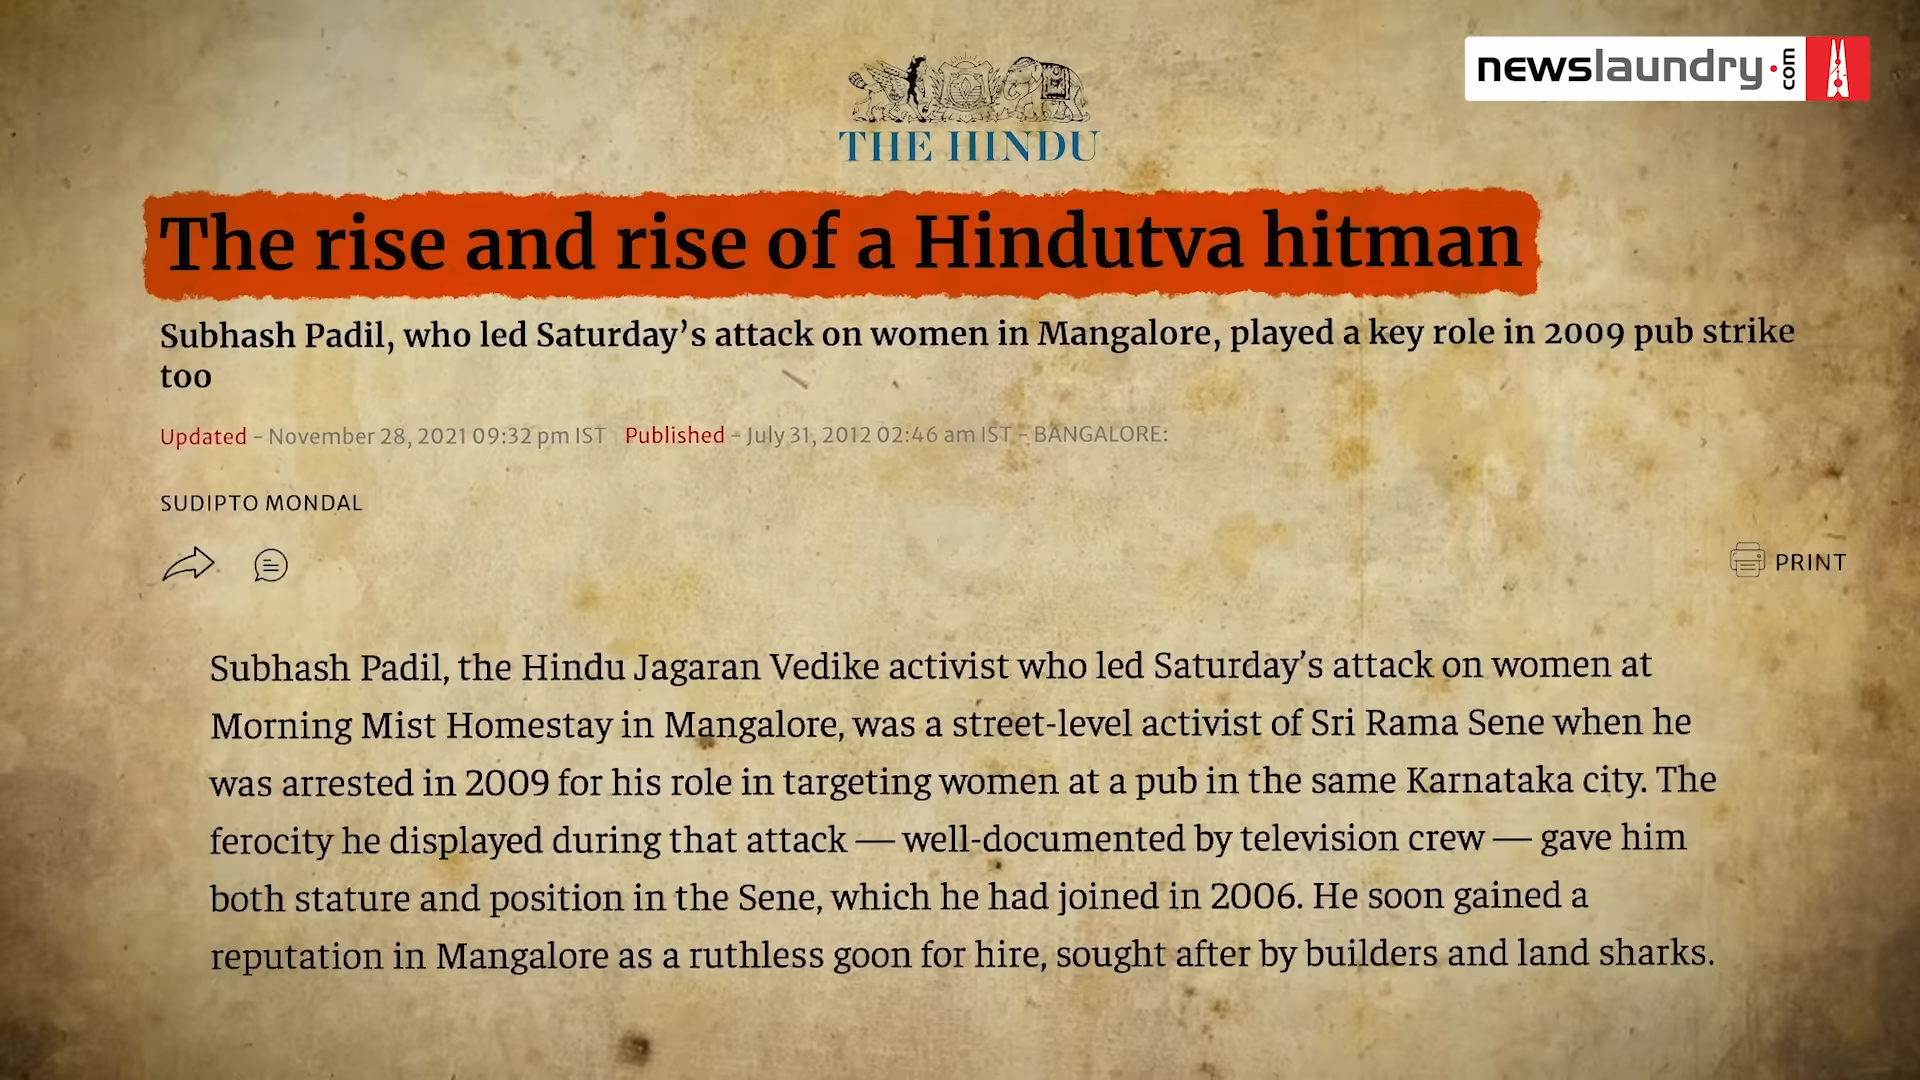 newslaundry.com
THE HINDU
The rise and rise of a Hindutva hitman
Subhash Padil, who led Saturday’s attack on women in Mangalore, played a key role in 2009 pub strike
too
Updated - November 28, 2021 09:32 pm IST Published - July 31, 2012 02:46 am IST - BANGALORE:
SUDIPTO MONDAL
PRINT
Subhash Padil, the Hindu Jagaran Vedike activist who led Saturday’s attack on women at
Morning Mist Homestay in Mangalore, was a street-level activist of Sri Rama Sene when he
was arrested in 2009 for his role in targeting women at a pub in the same Karnataka city. The
ferocity he displayed during that attack — well-documented by television crew — gave him
both stature and position in the Sene, which he had joined in 2006. He soon gained a
reputation in Mangalore as a ruthless goon for hire, sought after by builders and land sharks.